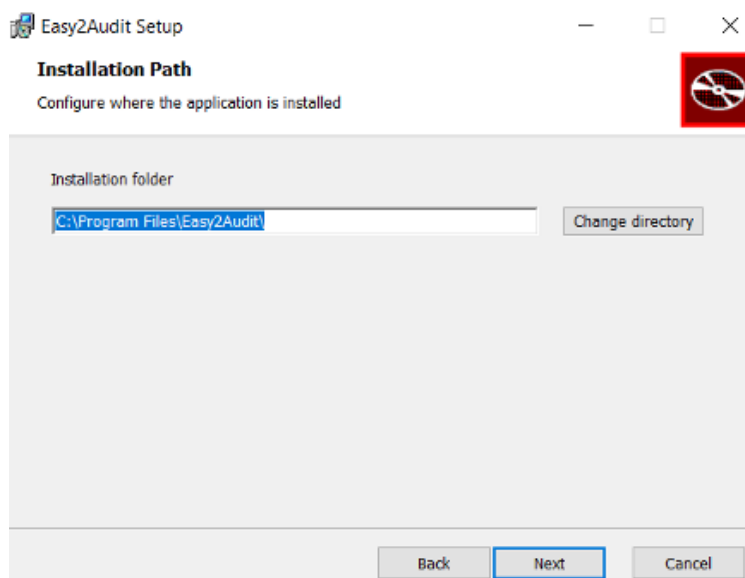 Easy2Audit Setup
Installation Path
Configure where the application is installed
Installation folder
C:\Program Files\Easy2Audit\
Change directory
Back
Next
Cancel